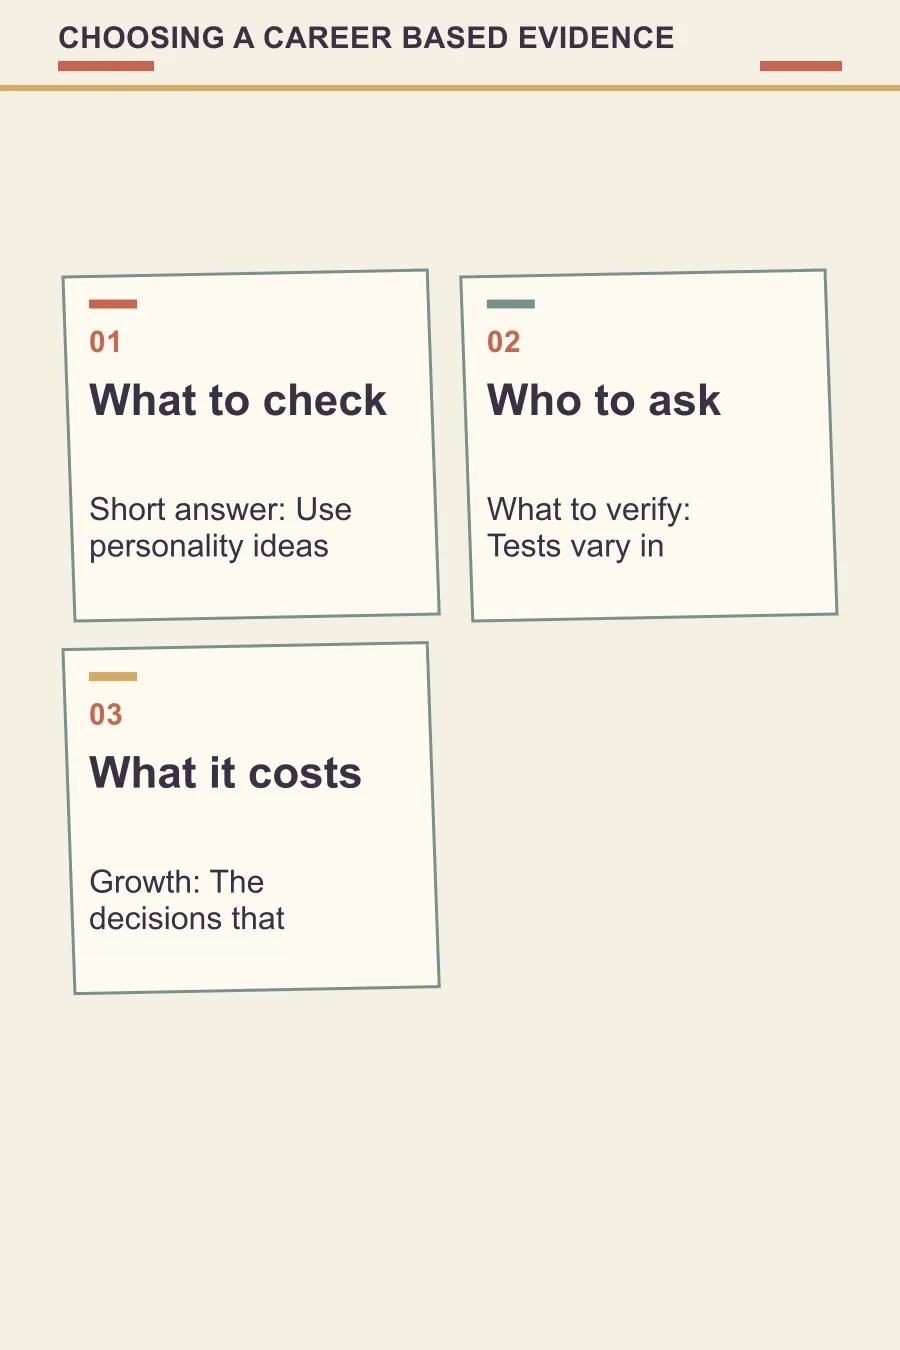 CHOOSING A CAREER BASED EVIDENCE
01
What to check
Short answer: Use
personality ideas
02
Who to ask
What to verify:
Tests vary in
03
What it costs
Growth: The
decisions that